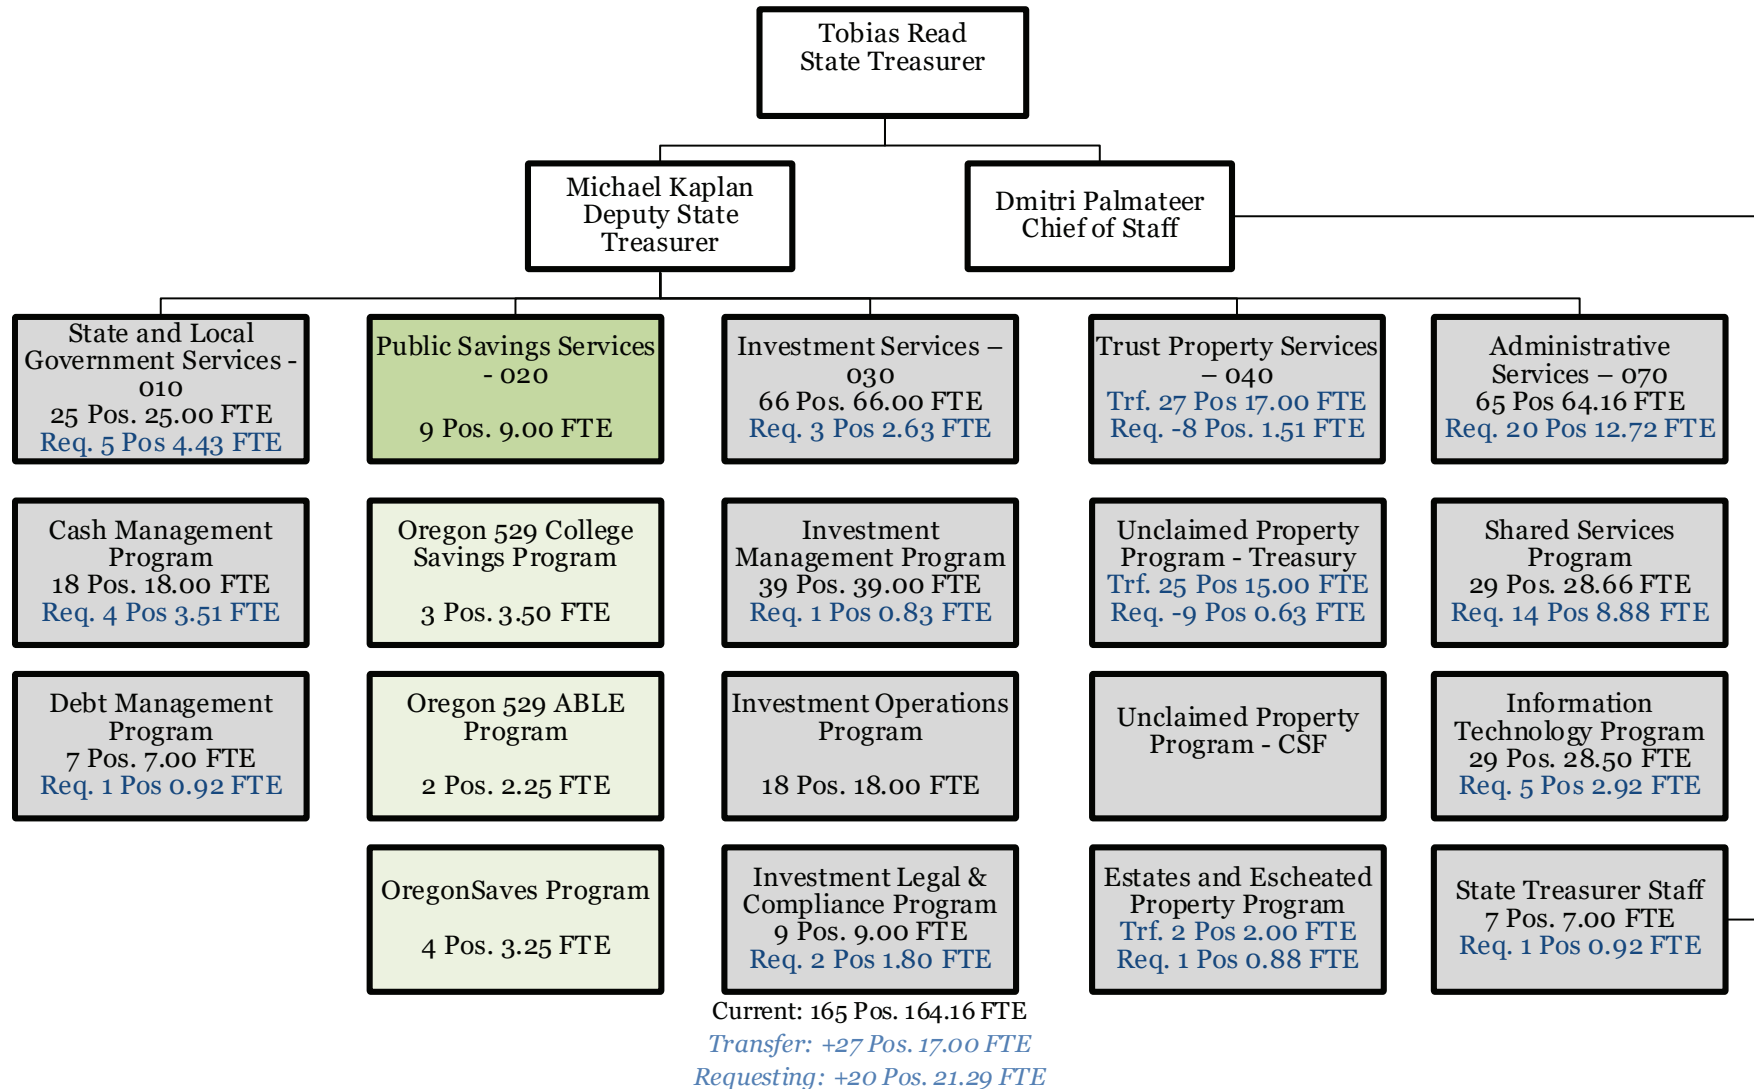 Tobias Read
State Treasurer
Michael Kaplan
Deputy State
Treasurer
Dmitri Palmateer
Chief of Staff
State and Local
Government Services -
010
25 Pos. 25.00 FTE
Req. 5 Pos 4.43 FTE
Public Savings Services
- 020
9 Pos. 9.00 FTE
Investment Services –
030
66 Pos. 66.00 FTE
Req. 3 Pos 2.63 FTE
Trust Property Services
– 040
Trf. 27 Pos 17.00 FTE
Req. -8 Pos. 1.51 FTE
Administrative
Services – 070
65 Pos 64.16 FTE
Req. 20 Pos 12.72 FTE
Cash Management
Program
18 Pos. 18.00 FTE
Req. 4 Pos 3.51 FTE
Oregon 529 College
Savings Program
3 Pos. 3.50 FTE
Investment
Management Program
39 Pos. 39.00 FTE
Req. 1 Pos 0.83 FTE
Unclaimed Property
Program - Treasury
Trf. 25 Pos 15.00 FTE
Req. -9 Pos 0.63 FTE
Shared Services
Program
29 Pos. 28.66 FTE
Req. 14 Pos 8.88 FTE
Debt Management
Program
7 Pos. 7.00 FTE
Req. 1 Pos 0.92 FTE
Oregon 529 ABLE
Program
2 Pos. 2.25 FTE
Investment Operations
Program
18 Pos. 18.00 FTE
Unclaimed Property
Program - CSF
Information
Technology Program
29 Pos. 28.50 FTE
Req. 5 Pos 2.92 FTE
OregonSaves Program
4 Pos. 3.25 FTE
Investment Legal &
Compliance Program
9 Pos. 9.00 FTE
Req. 2 Pos 1.80 FTE
Estates and Escheated
Property Program
Trf. 2 Pos 2.00 FTE
Req. 1 Pos 0.88 FTE
State Treasurer Staff
7 Pos. 7.00 FTE
Req. 1 Pos 0.92 FTE
Current: 165 Pos. 164.16 FTE
Transfer: +27 Pos. 17.00 FTE
Requesting: +20 Pos. 21.29 FTE